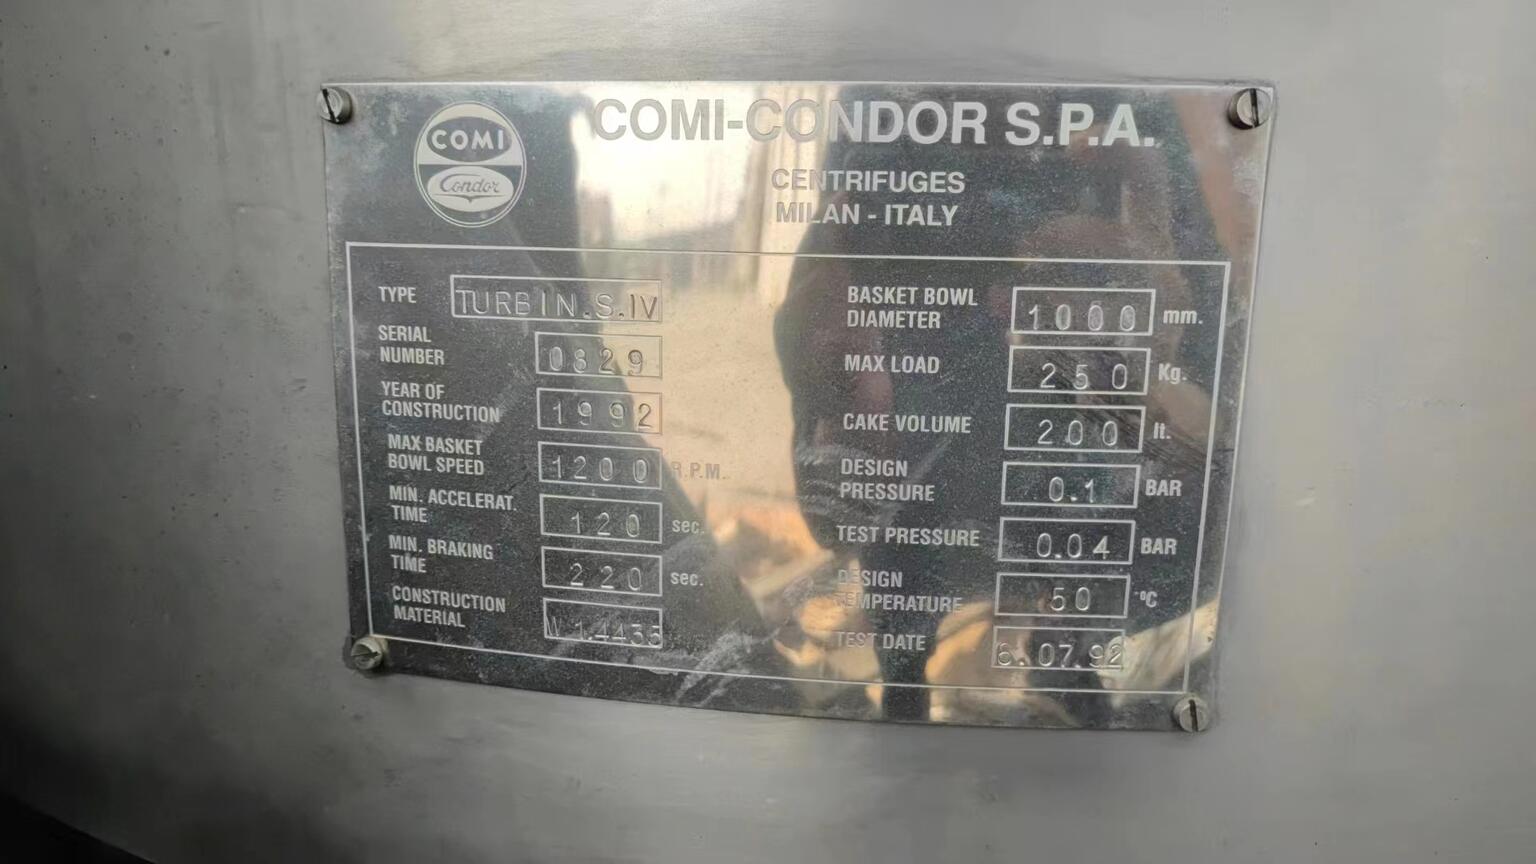 COMI
Condor
COMI-CONDOR S.P.A.
CENTRIFUGES
MILAN - ITALY
TYPE TURBIN.S.IV
SERIAL
NUMBER 0829
YEAR OF
CONSTRUCTION 1992
MAX BASKET
BOWL SPEED 1200 R.P.M.
MIN. ACCELERAT.
TIME 120 sec.
MIN. BRAKING
TIME 220 sec.
CONSTRUCTION
MATERIAL
BASKET BOWL
DIAMETER 1000 mm.
MAX LOAD 250 Kg.
CAKE VOLUME 200 lt.
DESIGN
PRESSURE 0.1 BAR
TEST PRESSURE 0.04 BAR
DESIGN
TEMPERATURE 50 °C
TEST DATE 6.07.92